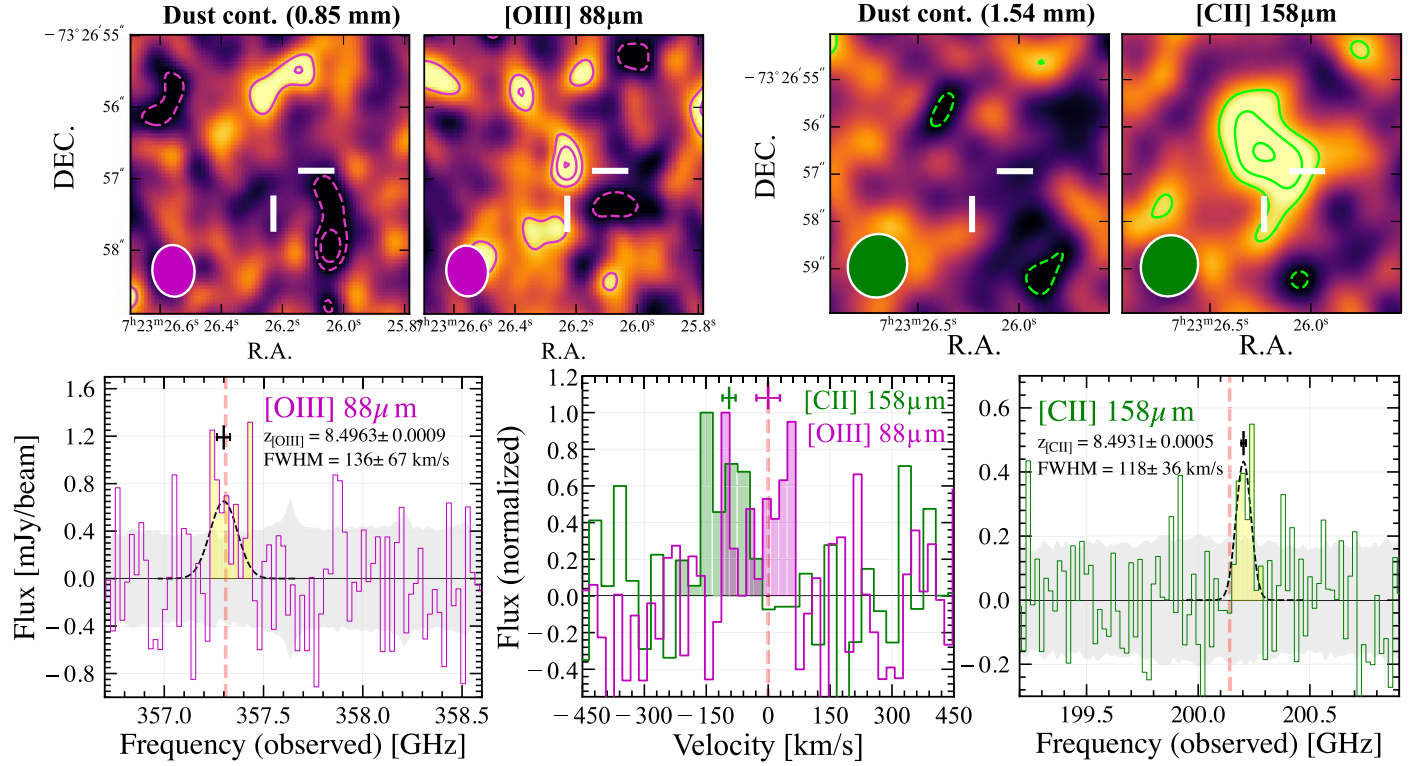 Dust cont. (0.85 mm)
[OIII] 88μm
Dust cont. (1.54 mm)
[CII] 158μm
−73°26′55″
56″
57″
58″
DEC.
7h23m26.6s 26.4s 26.2s 26.0s 25.8s
R.A.
26.6s 26.4s 26.2s 26.0s 25.8s
R.A.
−73°26′55″
56″
57″
58″
59″
DEC.
7h23m26.5s 26.0s
R.A.
7h23m26.5s 26.0s
R.A.
[OIII] 88μm
z[OIII] = 8.4963± 0.0009
FWHM = 136± 67 km/s
1.6
1.2
0.8
0.4
0.0
−0.4
−0.8
Flux [mJy/beam]
357.0 357.5 358.0 358.5
Frequency (observed) [GHz]
[CII] 158μm
[OIII] 88μm
1.2
1.0
0.8
0.6
0.4
0.2
0.0
−0.2
−0.4
Flux (normalized)
−450 −300 −150 0 150 300 450
Velocity [km/s]
[CII] 158μm
z[CII] = 8.4931± 0.0005
FWHM = 118± 36 km/s
0.6
0.4
0.2
0.0
−0.2
199.5 200.0 200.5
Frequency (observed) [GHz]